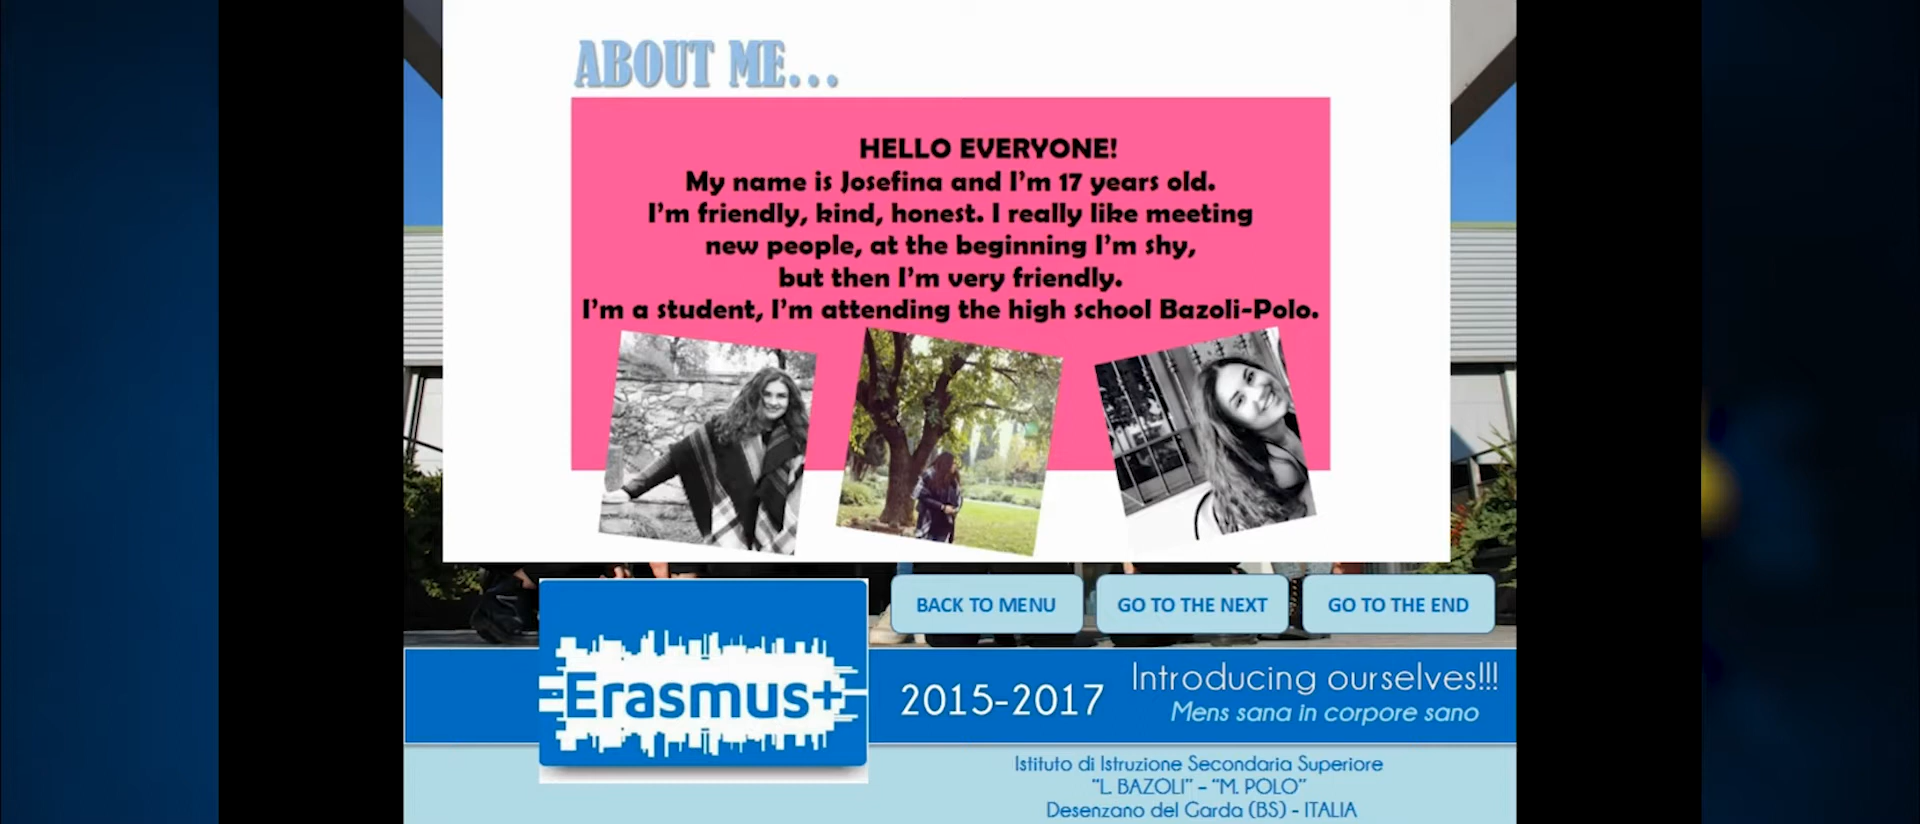 ABOUT ME...
HELLO EVERYONE!
My name is Josefina and I'm 17 years old.
I'm friendly, kind, honest. I really like meeting
new people, at the beginning I'm shy,
but then I'm very friendly.
I'm a student, I'm attending the high school Bazoli-Polo.
BACK TO MENU
GO TO THE NEXT
GO TO THE END
Erasmus+
2015-2017
Introducing ourselves!!!
Mens sana in corpore sano
Istituto di Istruzione Secondaria Superiore
"L. BAZOLI" - "M. POLO"
Desenzano del Garda (BS) - ITALIA